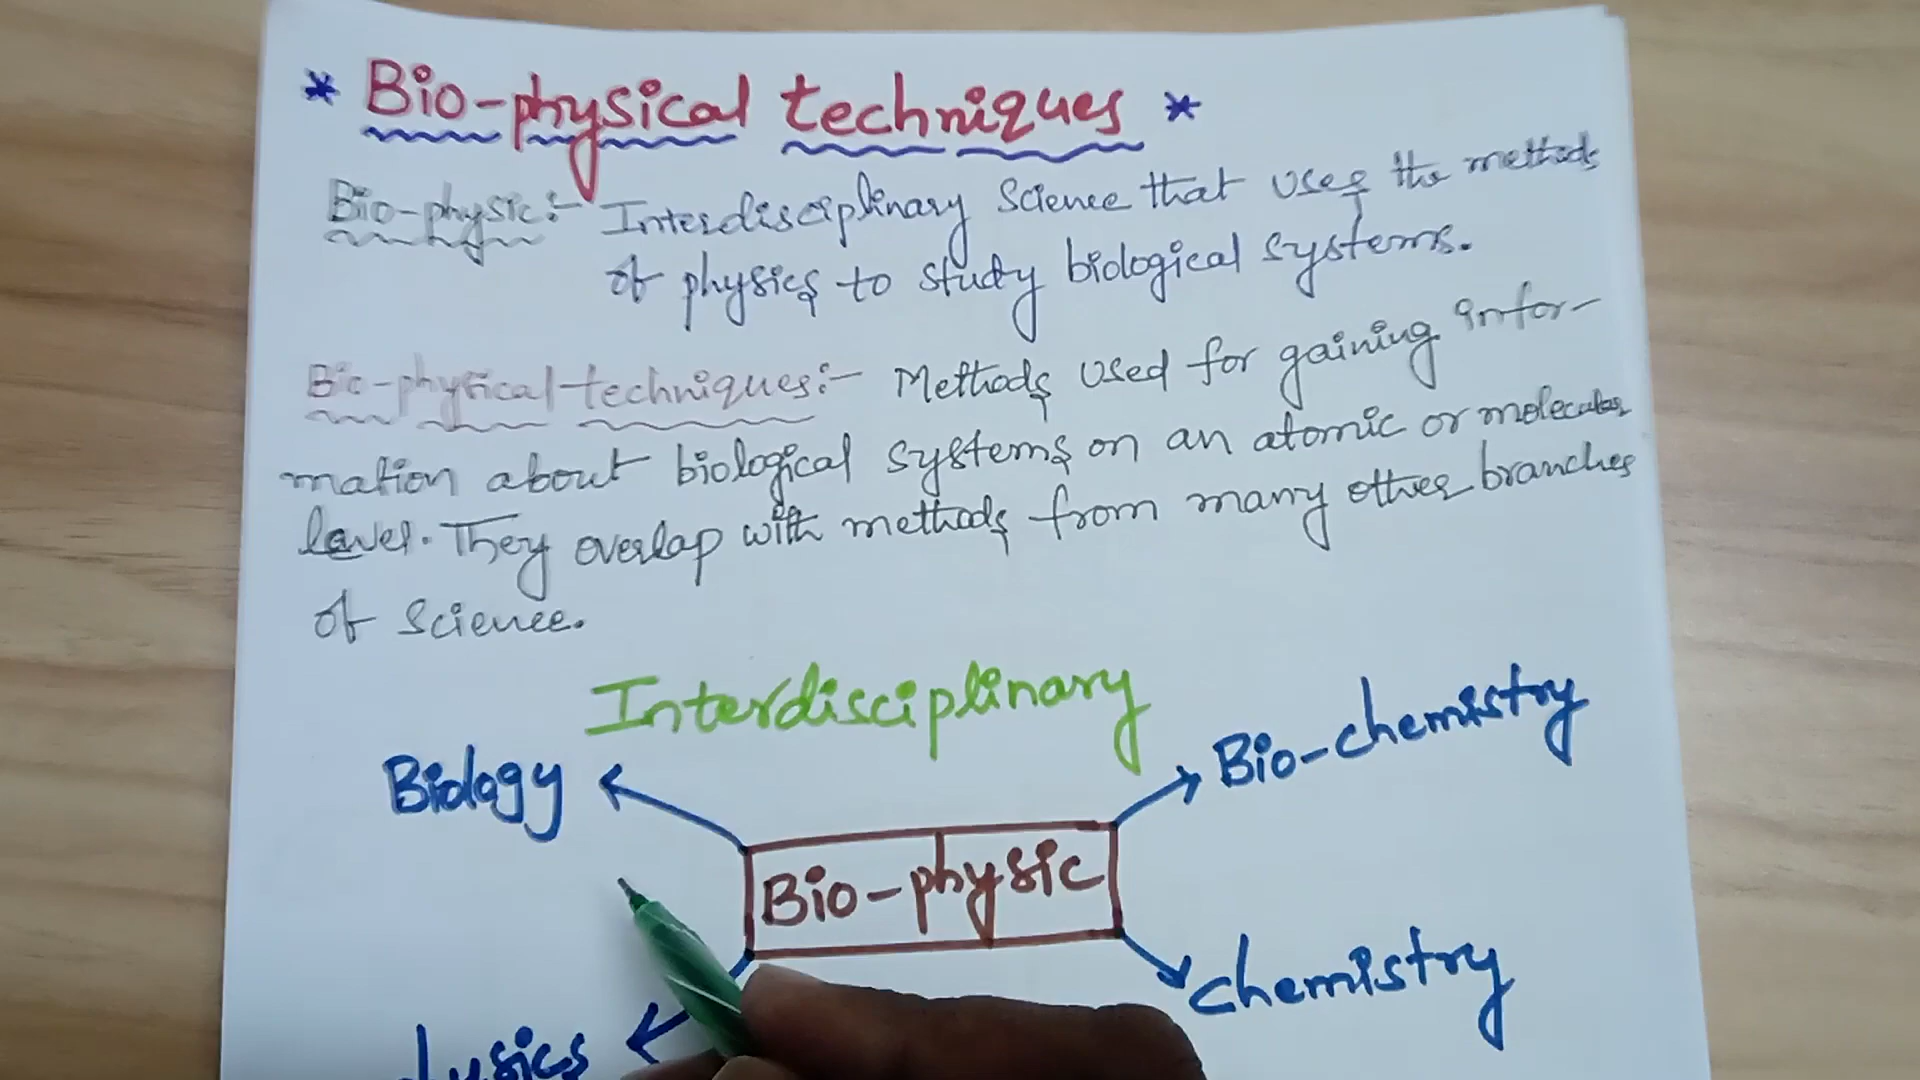 * Bio-physical techniques *
Bio-physic:- Interdisciplinary Science that uses the methods
of physics to study biological systems.
Bio-physical techniques:- Methods used for gaining infor-
mation about biological systems on an atomic or molecular
level. They overlap with methods from many other branches
of science.
Interdisciplinary
Biology
Bio-chemistry
Bio-physic
chemistry